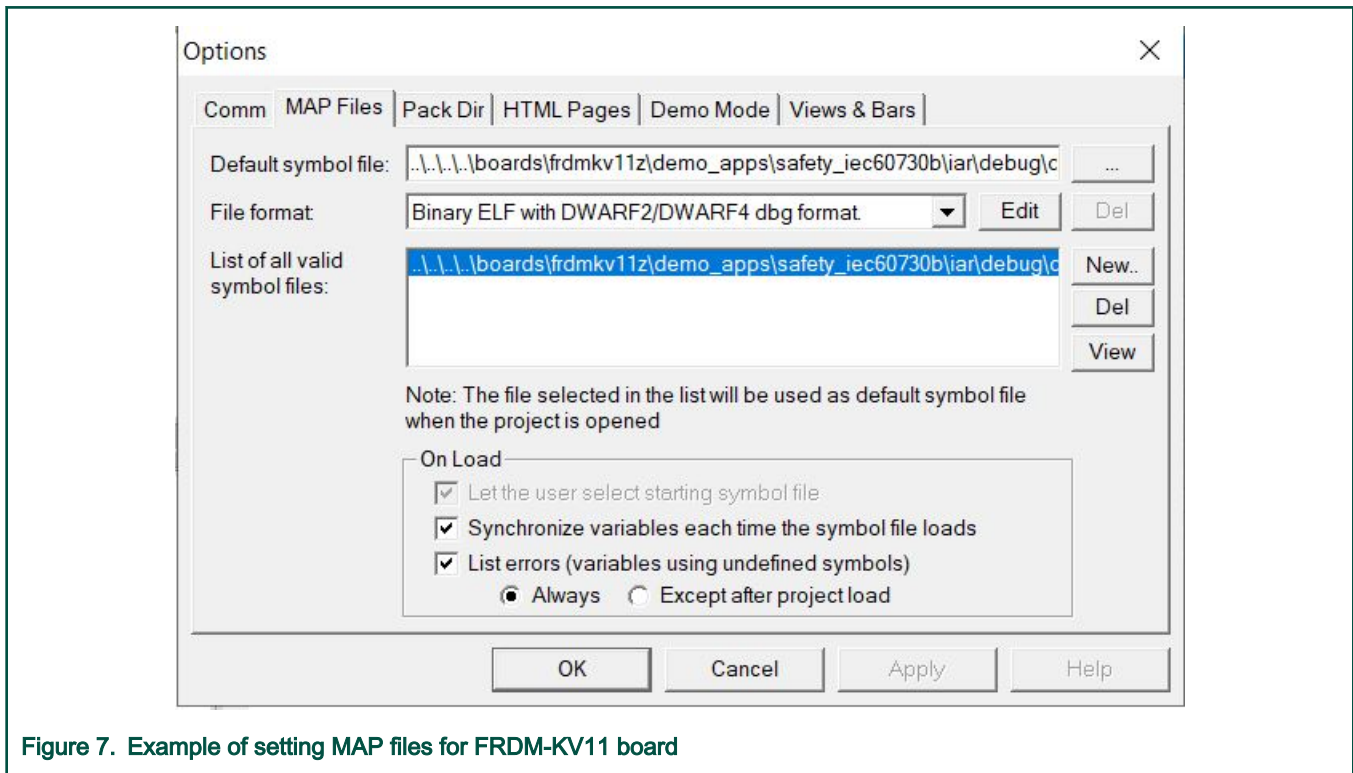 Options
Comm MAP Files Pack Dir HTML Pages Demo Mode Views & Bars
Default symbol file: ..\..\..\..\boards\frdmkv11z\demo_apps\safety_iec60730b\iar\debug\c ...
File format: Binary ELF with DWARF2/DWARF4 dbg format. Edit Del
List of all valid
symbol files:
..\..\..\..\boards\frdmkv11z\demo_apps\safety_iec60730b\iar\debug\c New..
Del
View
Note: The file selected in the list will be used as default symbol file
when the project is opened
On Load
Let the user select starting symbol file
Synchronize variables each time the symbol file loads
List errors (variables using undefined symbols)
Always Except after project load
OK Cancel Apply Help
Figure 7. Example of setting MAP files for FRDM-KV11 board